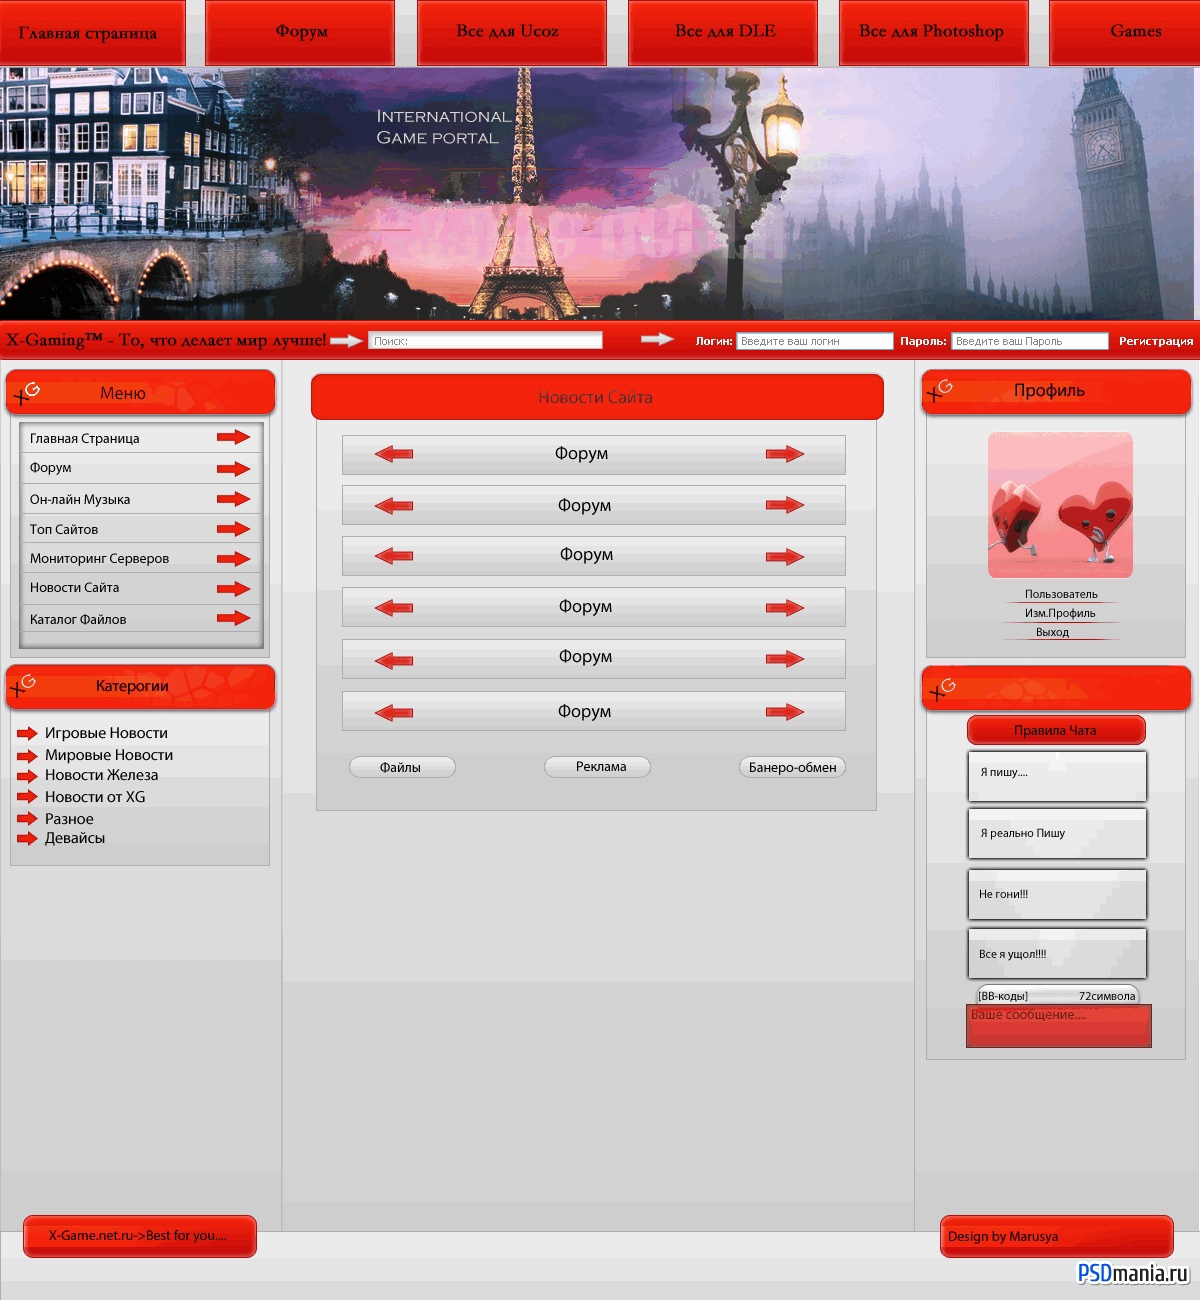 Главная страница
Форум
Все для Ucoz
Все для DLE
Все для Photoshop
Games
International
Game portal
X-Gaming™ - То, что делает мир лучше!
Поиск:
Логин:
Введите ваш логин
Пароль:
Введите ваш Пароль
Регистрация
XG
Меню
Главная Страница
Форум
Он-лайн Музыка
Топ Сайтов
Мониторинг Серверов
Новости Сайта
Каталог Файлов
XG
Катерогии
Игровые Новости
Мировые Новости
Новости Железа
Новости от XG
Разное
Девайсы
Новости Сайта
Форум
Форум
Форум
Форум
Форум
Форум
Файлы
Реклама
Банеро-обмен
XG
Профиль
Пользователь
Изм.Профиль
Выход
XG
Правила Чата
Я пишу....
Я реально Пишу
Не гони!!!
Все я ущол!!!!
[BB-коды]
72символа
Ваше сообщение....
X-Game.net.ru->Best for you....
Design by Marusya
PSDmania.ru